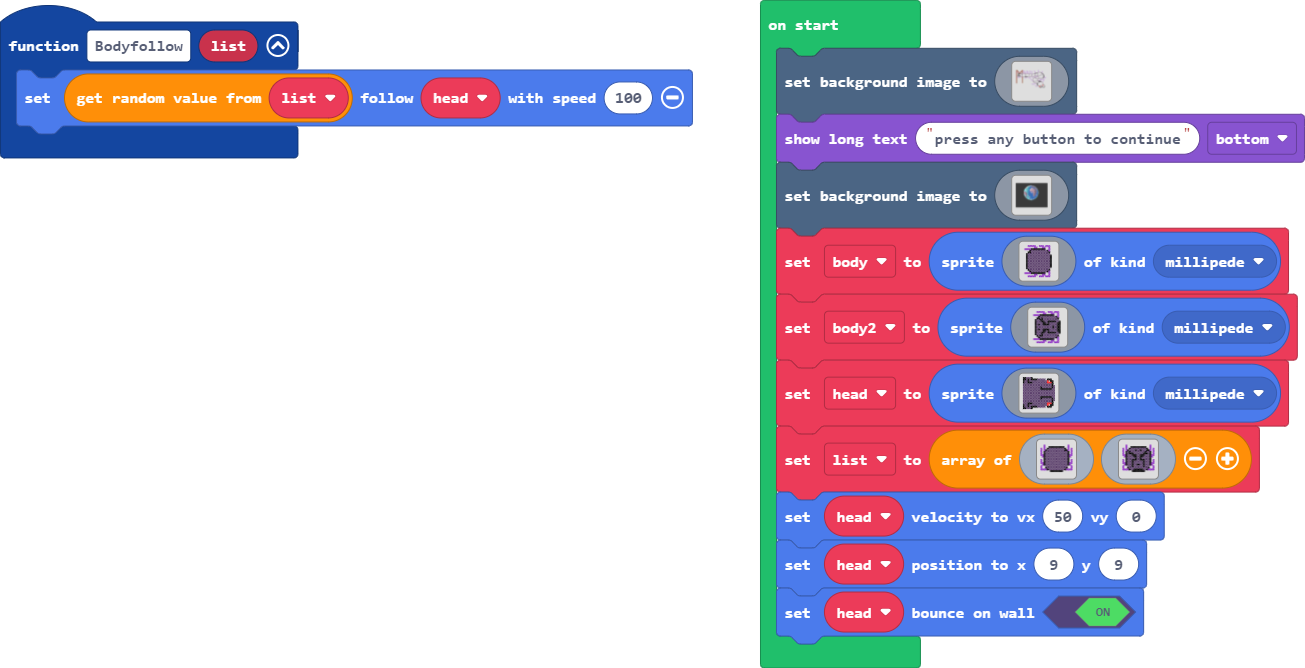 function Bodyfollow list
set get random value from list follow head with speed 100
on start
set background image to
show long text "press any button to continue" bottom
set background image to
set body to sprite of kind millipede
set body2 to sprite of kind millipede
set head to sprite of kind millipede
set list to array of
set head velocity to vx 50 vy 0
set head position to x 9 y 9
set head bounce on wall ON